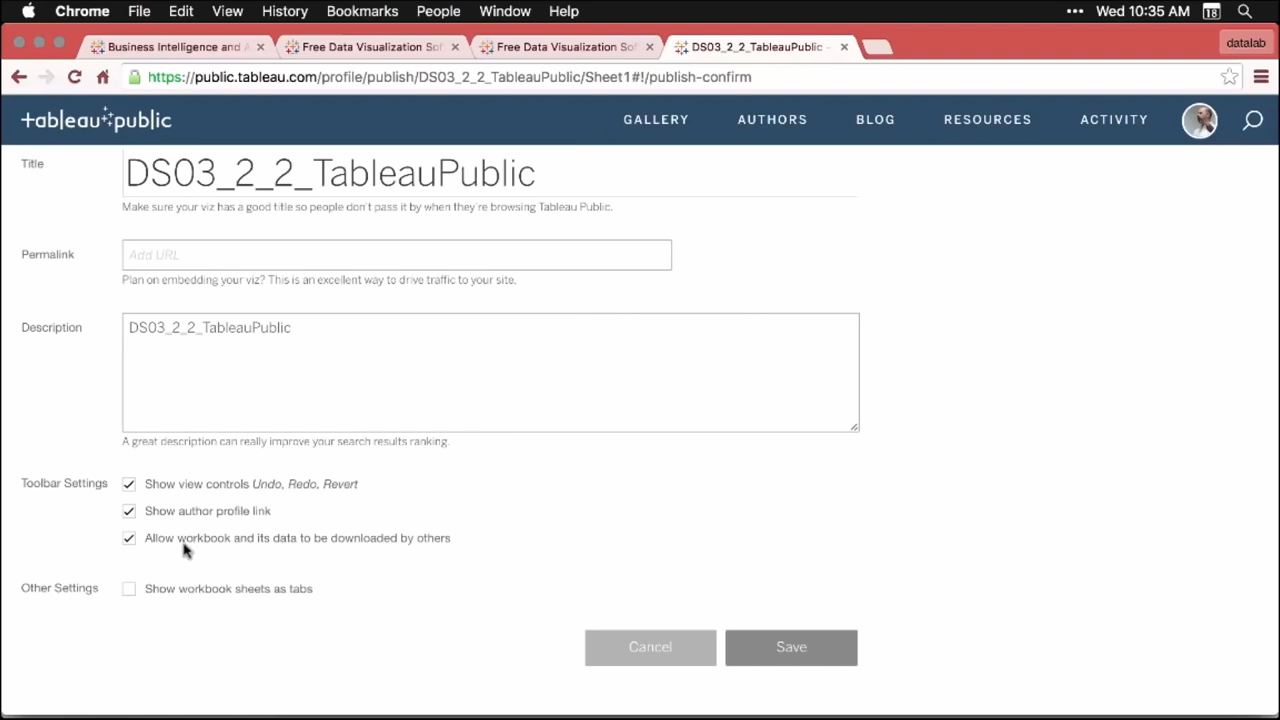 Chrome File Edit View History Bookmarks People Window Help ••• Wed 10:35 AM 18
Business Intelligence and A Free Data Visualization Sof Free Data Visualization Sof DS03_2_2_TableauPublic - datalab
https://public.tableau.com/profile/publish/DS03_2_2_TableauPublic/Sheet1#!/publish-confirm
+ableau public GALLERY AUTHORS BLOG RESOURCES ACTIVITY
Title DS03_2_2_TableauPublic
Make sure your viz has a good title so people don't pass it by when they're browsing Tableau Public.
Permalink Add URL
Plan on embedding your viz? This is an excellent way to drive traffic to your site.
Description DS03_2_2_TableauPublic
A great description can really improve your search results ranking.
Toolbar Settings Show view controls Undo, Redo, Revert
Show author profile link
Allow workbook and its data to be downloaded by others
Other Settings Show workbook sheets as tabs
Cancel Save